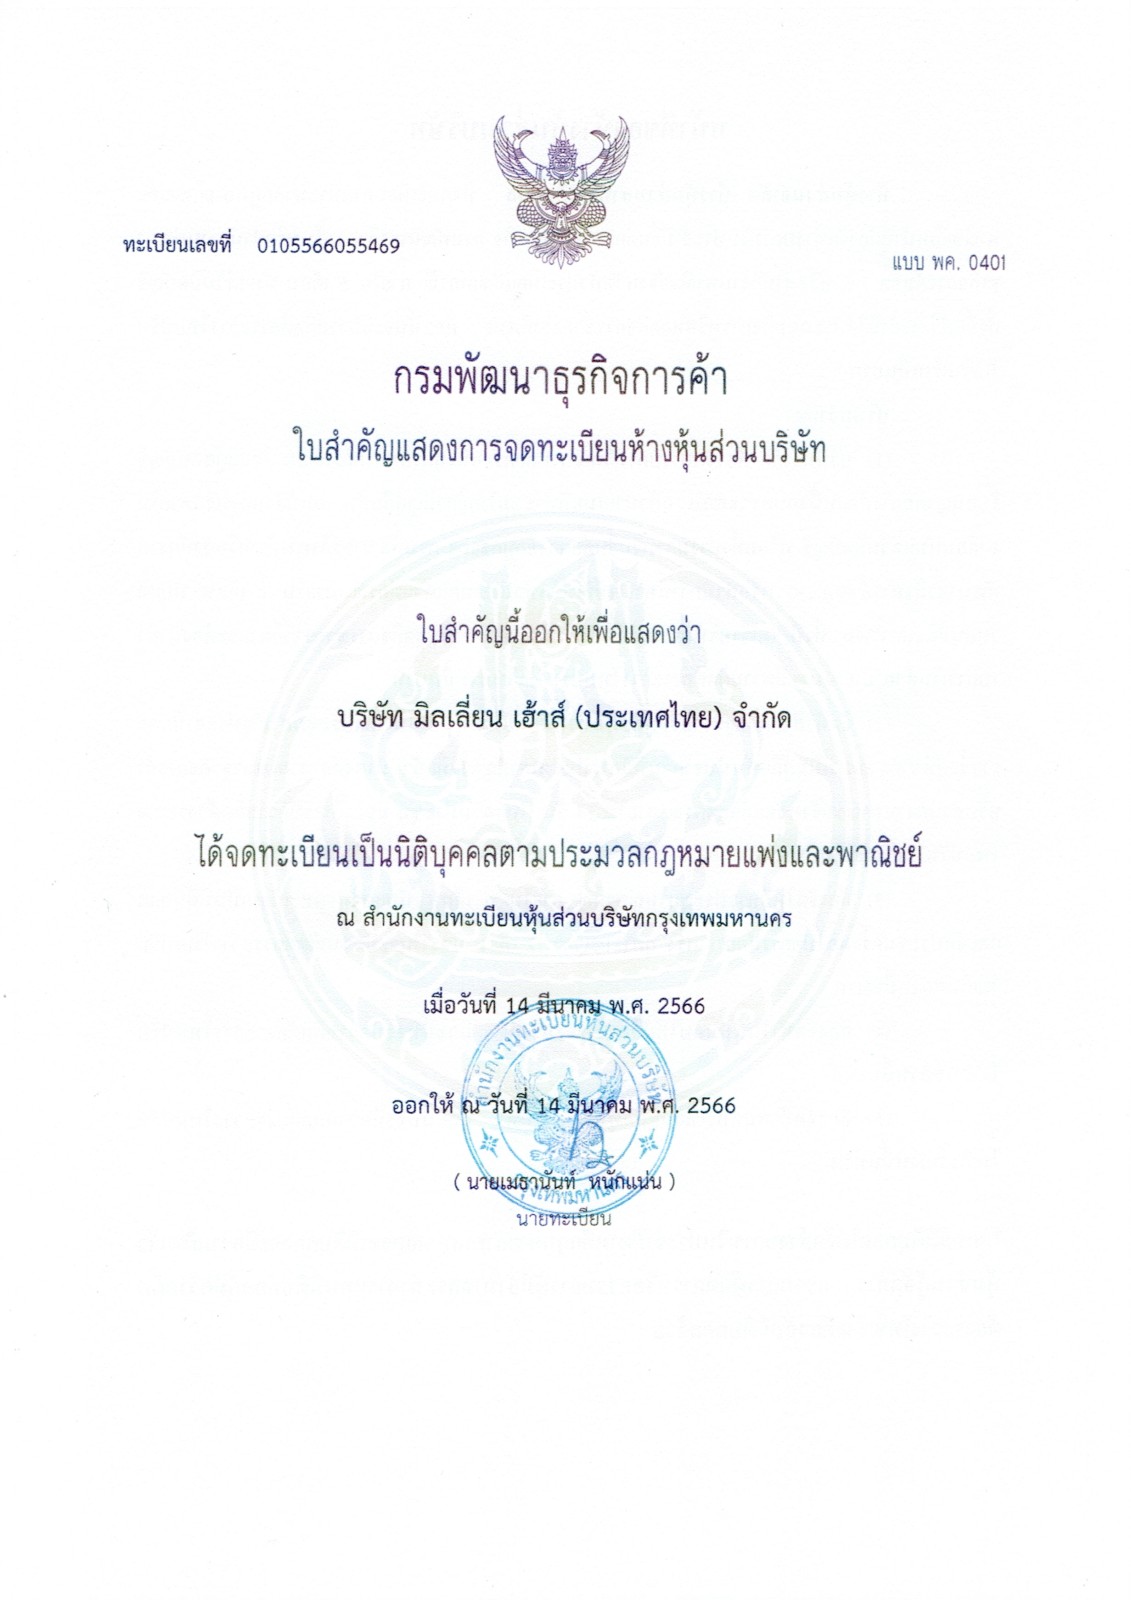 ทะเบียนเลขที่ 0105566055469
แบบ พค. 0401
กรมพัฒนาธุรกิจการค้า
ใบสำคัญแสดงการจดทะเบียนห้างหุ้นส่วนบริษัท
ใบสำคัญนี้ออกให้เพื่อแสดงว่า
บริษัท มิลเลี่ยน เฮ้าส์ (ประเทศไทย) จำกัด
ได้จดทะเบียนเป็นนิติบุคคลตามประมวลกฎหมายแพ่งและพาณิชย์
ณ สำนักงานทะเบียนหุ้นส่วนบริษัทกรุงเทพมหานคร
เมื่อวันที่ 14 มีนาคม พ.ศ. 2566
สำนักงานทะเบียนหุ้นส่วนบริษัท
ออกให้ ณ วันที่ 14 มีนาคม พ.ศ. 2566
( นายเมธานันท์ หนักแน่น )
กรุงเทพมหานคร
นายทะเบียน